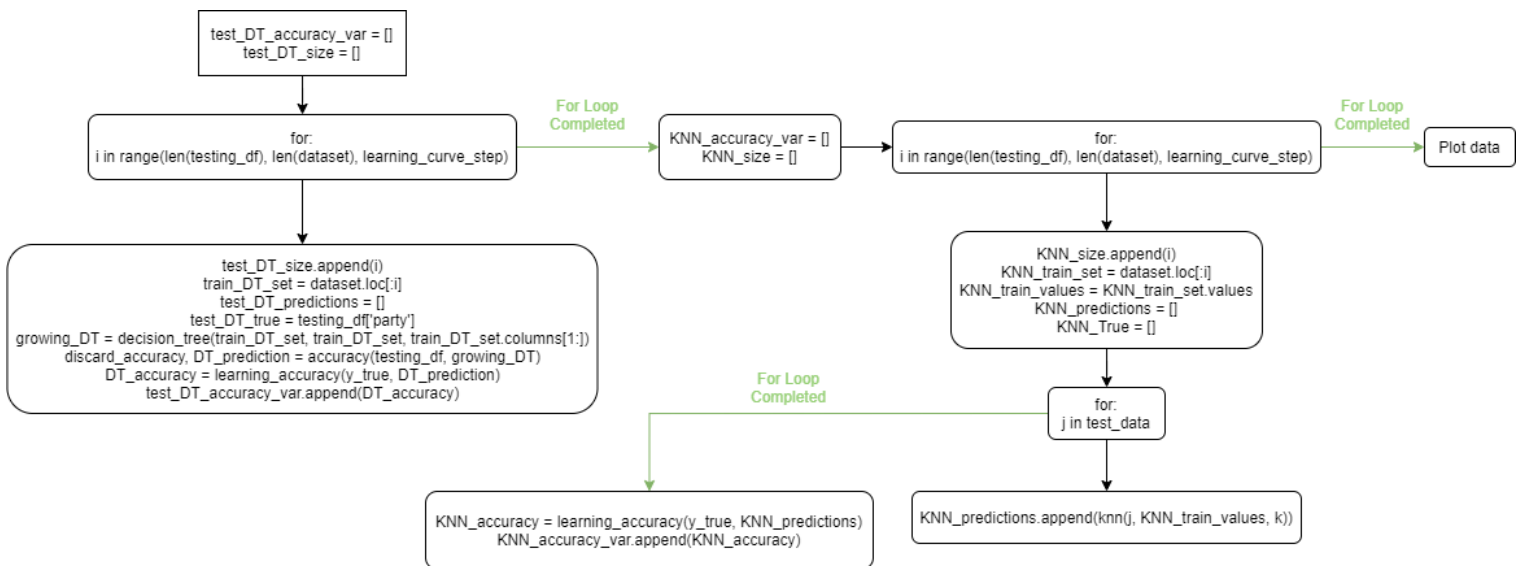 test_DT_accuracy_var = []
test_DT_size = []
for:
i in range(len(testing_df), len(dataset), learning_curve_step)
For Loop
Completed
KNN_accuracy_var = []
KNN_size = []
for:
i in range(len(testing_df), len(dataset), learning_curve_step)
For Loop
Completed
Plot data
test_DT_size.append(i)
train_DT_set = dataset.loc[:i]
test_DT_predictions = []
test_DT_true = testing_df['party']
growing_DT = decision_tree(train_DT_set, train_DT_set, train_DT_set.columns[1:])
discard_accuracy, DT_prediction = accuracy(testing_df, growing_DT)
DT_accuracy = learning_accuracy(y_true, DT_prediction)
test_DT_accuracy_var.append(DT_accuracy)
KNN_size.append(i)
KNN_train_set = dataset.loc[:i]
KNN_train_values = KNN_train_set.values
KNN_predictions = []
KNN_True = []
for:
j in test_data
For Loop
Completed
KNN_accuracy = learning_accuracy(y_true, KNN_predictions)
KNN_accuracy_var.append(KNN_accuracy)
KNN_predictions.append(knn(j, KNN_train_values, k))